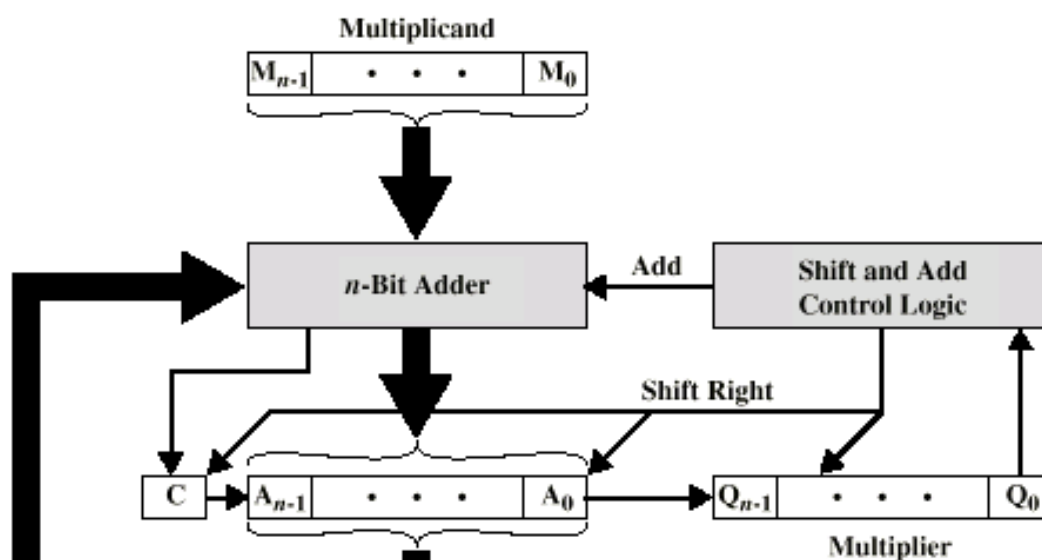 Multiplicand
Mn-1 • • • M0
n-Bit Adder
Add
Shift and Add
Control Logic
Shift Right
C
An-1 • • • A0
Qn-1 • • • Q0
Multiplier